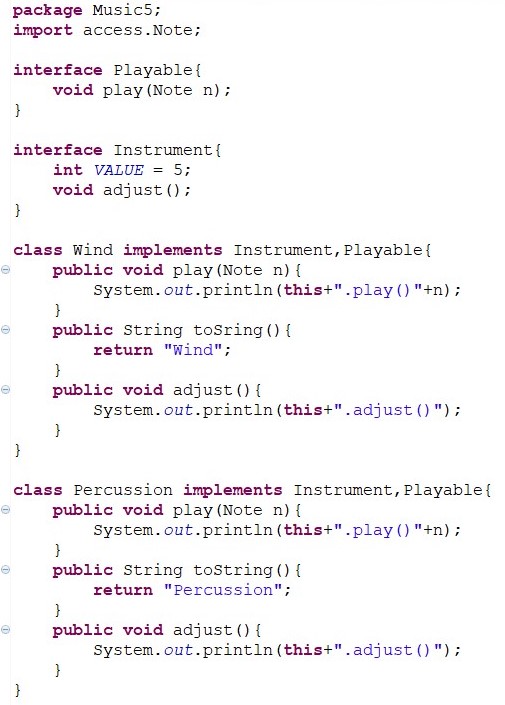 package Music5;
import access.Note;

interface Playable{
    void play(Note n);
}

interface Instrument{
    int VALUE = 5;
    void adjust();
}

class Wind implements Instrument,Playable{
    public void play(Note n){
        System.out.println(this+".play()"+n);
    }
    public String toSring(){
        return "Wind";
    }
    public void adjust(){
        System.out.println(this+".adjust()");
    }
}

class Percussion implements Instrument,Playable{
    public void play(Note n){
        System.out.println(this+".play()"+n);
    }
    public String toString(){
        return "Percussion";
    }
    public void adjust(){
        System.out.println(this+".adjust()");
    }
}